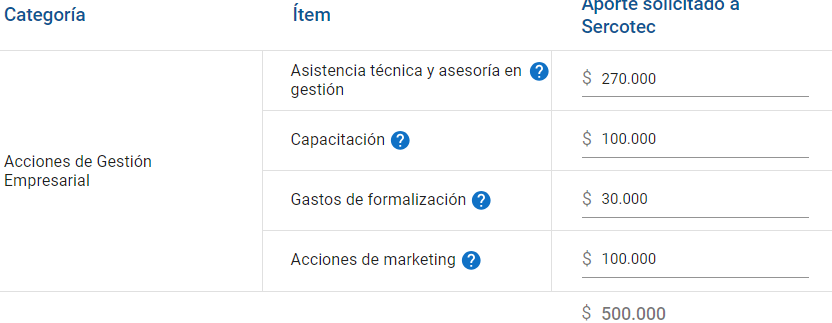 Categoría
Ítem
Aporte solicitado a
Sercotec
Acciones de Gestión
Empresarial
Asistencia técnica y asesoría en
gestión
$ 270.000
Capacitación
$ 100.000
Gastos de formalización
$ 30.000
Acciones de marketing
$ 100.000
$ 500.000